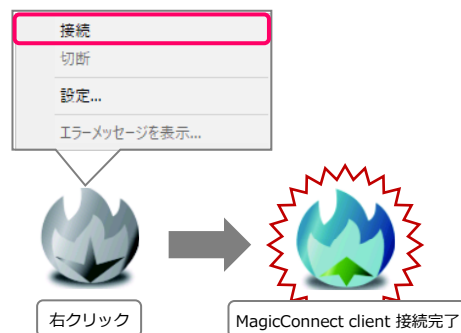 接続
切断
設定...
エラーメッセージを表示...
右クリック
MagicConnect client 接続完了